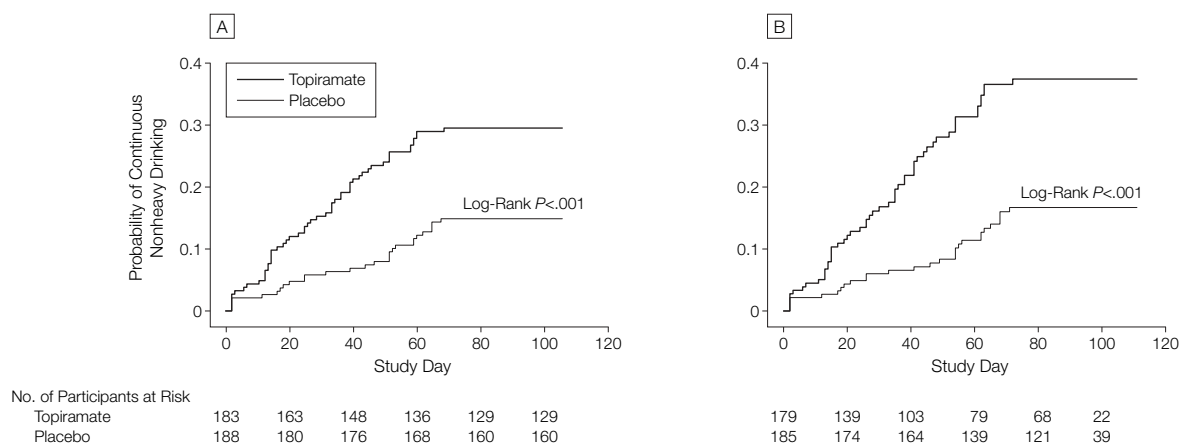 A
B
0.4
0.3
0.2
0.1
0
Probability of Continuous
Nonheavy Drinking
Topiramate
Placebo
Log-Rank P<.001
0 20 40 60 80 100 120
Study Day
0.4
0.3
0.2
0.1
0
Log-Rank P<.001
0 20 40 60 80 100 120
Study Day
No. of Participants at Risk
Topiramate 183 163 148 136 129 129 179 139 103 79 68 22
Placebo 188 180 176 168 160 160 185 174 164 139 121 39